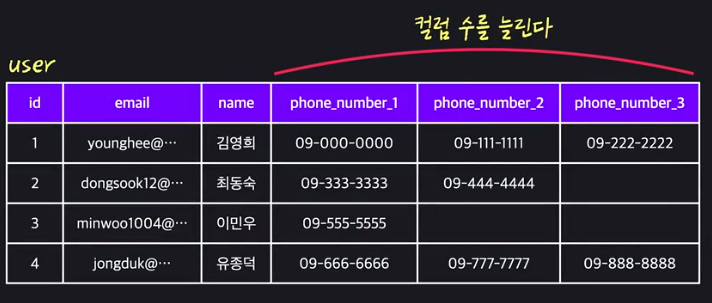 컬럼 수를 늘린다
user
id email name phone_number_1 phone_number_2 phone_number_3
1 younghee@··· 김영희 09-000-0000 09-111-1111 09-222-2222
2 dongsook12@··· 최동숙 09-333-3333 09-444-4444
3 minwoo1004@··· 이민우 09-555-5555
4 jongduk@··· 유종덕 09-666-6666 09-777-7777 09-888-8888